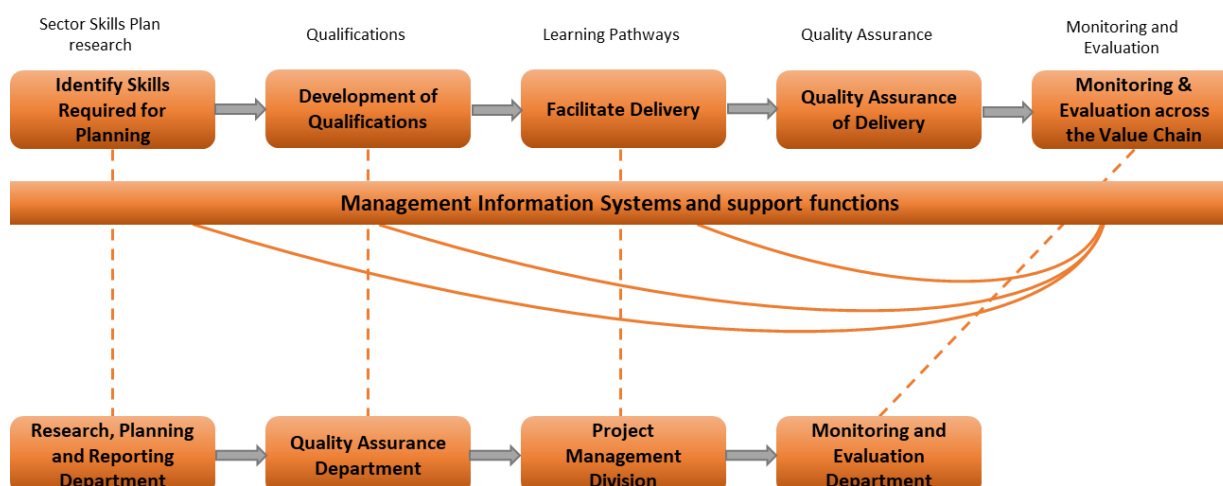 Sector Skills Plan
research
Qualifications
Learning Pathways
Quality Assurance
Monitoring and
Evaluation
Identify Skills
Required for
Planning
Development of
Qualifications
Facilitate Delivery
Quality Assurance
of Delivery
Monitoring &
Evaluation across
the Value Chain
Management Information Systems and support functions
Research, Planning
and Reporting
Department
Quality Assurance
Department
Project
Management
Division
Monitoring and
Evaluation
Department